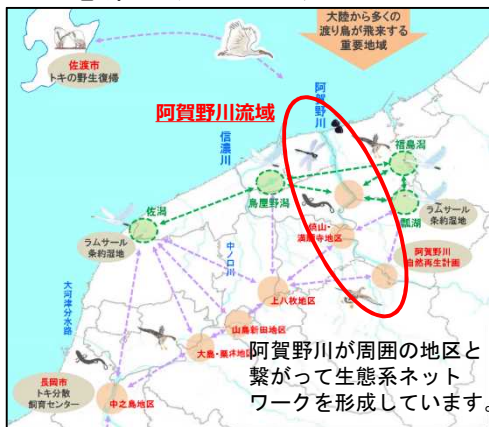 大陸から多くの
渡り鳥が飛来する
重要地域
佐渡市
トキの野生復帰
阿賀野川流域
阿賀野川
信濃川
福島潟
鳥屋野潟
瓢湖
佐潟
ラムサール
条約湿地
ラムサール
条約湿地
焼山・
満願寺地区
中ノ口川
阿賀野川
自然再生計画
大河津分水路
上八枚地区
山島新田地区
大島・
長岡市
トキ分散
飼育センター
中之島地区
阿賀野川が周囲の地区と
繋がって生態系ネット
ワークを形成しています。